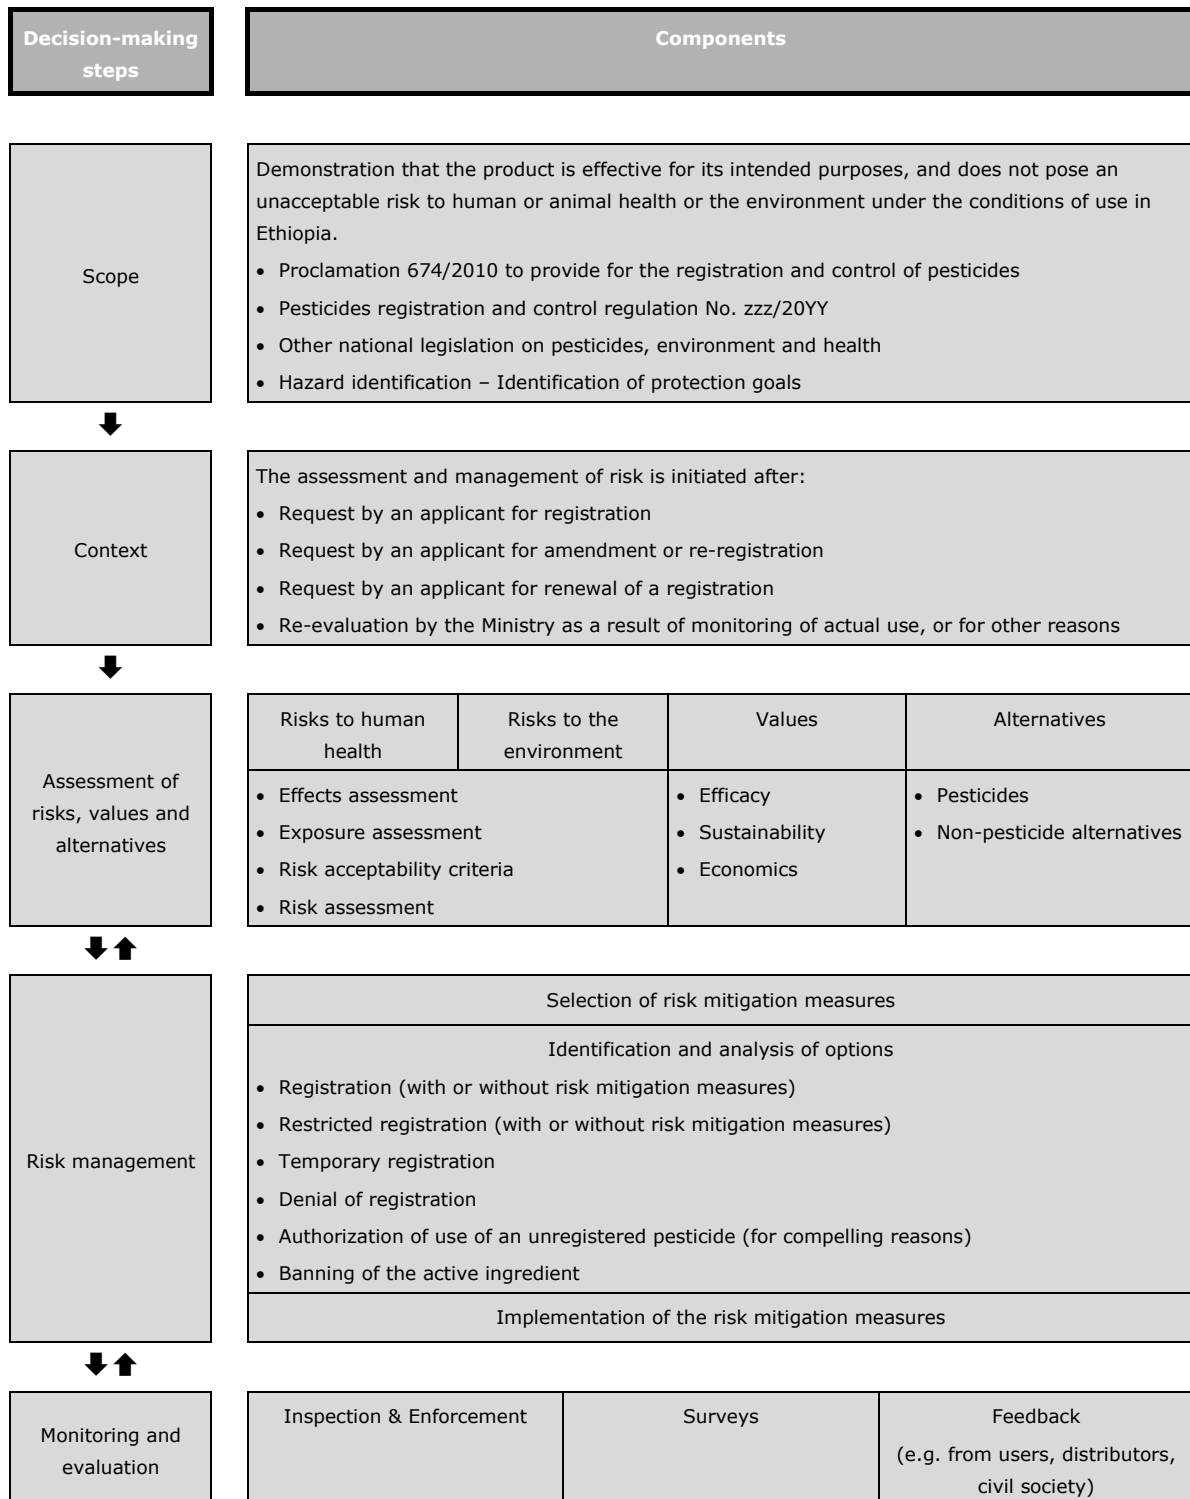 Decision-making
steps
Components
Scope
Demonstration that the product is effective for its intended purposes, and does not pose an
unacceptable risk to human or animal health or the environment under the conditions of use in
Ethiopia.
• Proclamation 674/2010 to provide for the registration and control of pesticides
• Pesticides registration and control regulation No. zzz/20YY
• Other national legislation on pesticides, environment and health
• Hazard identification – Identification of protection goals
Context
The assessment and management of risk is initiated after:
• Request by an applicant for registration
• Request by an applicant for amendment or re-registration
• Request by an applicant for renewal of a registration
• Re-evaluation by the Ministry as a result of monitoring of actual use, or for other reasons
Assessment of
risks, values and
alternatives
Risks to human
health
Risks to the
environment
Values
Alternatives
• Effects assessment
• Exposure assessment
• Risk acceptability criteria
• Risk assessment
• Efficacy
• Sustainability
• Economics
• Pesticides
• Non-pesticide alternatives
Risk management
Selection of risk mitigation measures
Identification and analysis of options
• Registration (with or without risk mitigation measures)
• Restricted registration (with or without risk mitigation measures)
• Temporary registration
• Denial of registration
• Authorization of use of an unregistered pesticide (for compelling reasons)
• Banning of the active ingredient
Implementation of the risk mitigation measures
Monitoring and
evaluation
Inspection & Enforcement
Surveys
Feedback
(e.g. from users, distributors,
civil society)